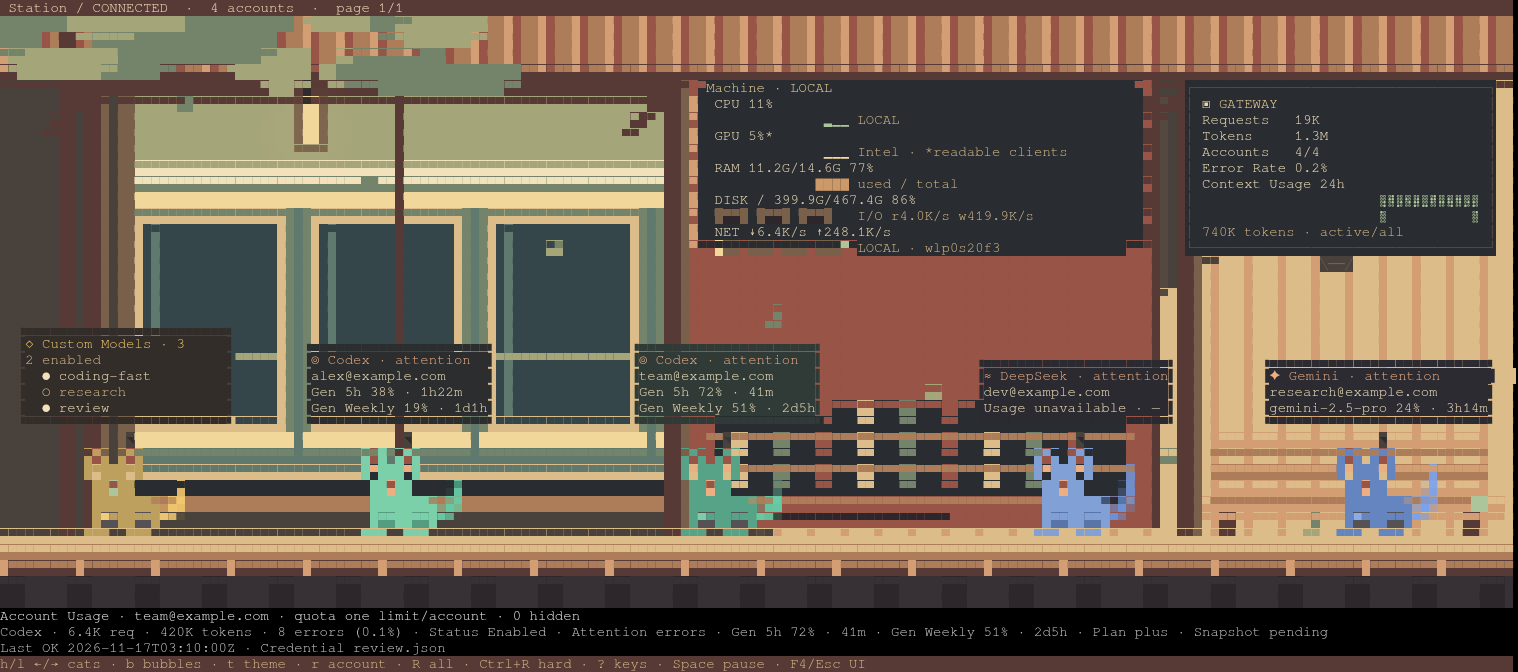 Station / CONNECTED · 4 accounts · page 1/1
Machine · LOCAL
CPU 11%
LOCAL
GPU 5%*
Intel · *readable clients
RAM 11.2G/14.6G 77%
used / total
DISK / 399.9G/467.4G 86%
I/O r4.0K/s w419.9K/s
NET ↓6.4K/s ↑248.1K/s
LOCAL · wlp0s20f3
▣ GATEWAY
Requests 19K
Tokens 1.3M
Accounts 4/4
Error Rate 0.2%
Context Usage 24h
740K tokens · active/all
◇ Custom Models · 3
2 enabled
● coding-fast
○ research
● review
◎ Codex · attention
alex@example.com
Gen 5h 38% · 1h22m
Gen Weekly 19% · 1d1h
◎ Codex · attention
team@example.com
Gen 5h 72% · 41m
Gen Weekly 51% · 2d5h
≈ DeepSeek · attention
dev@example.com
Usage unavailable · —
✦ Gemini · attention
research@example.com
gemini-2.5-pro 24% · 3h14m
Account Usage · team@example.com · quota one limit/account · 0 hidden
Codex · 6.4K req · 420K tokens · 8 errors (0.1%) · Status Enabled · Attention errors · Gen 5h 72% · 41m · Gen Weekly 51% · 2d5h · Plan plus · Snapshot pending
Last OK 2026-11-17T03:10:00Z · Credential review.json
h/l ←/→ cats · b bubbles · t theme · r account · R all · Ctrl+R hard · ? keys · Space pause · F4/Esc UI